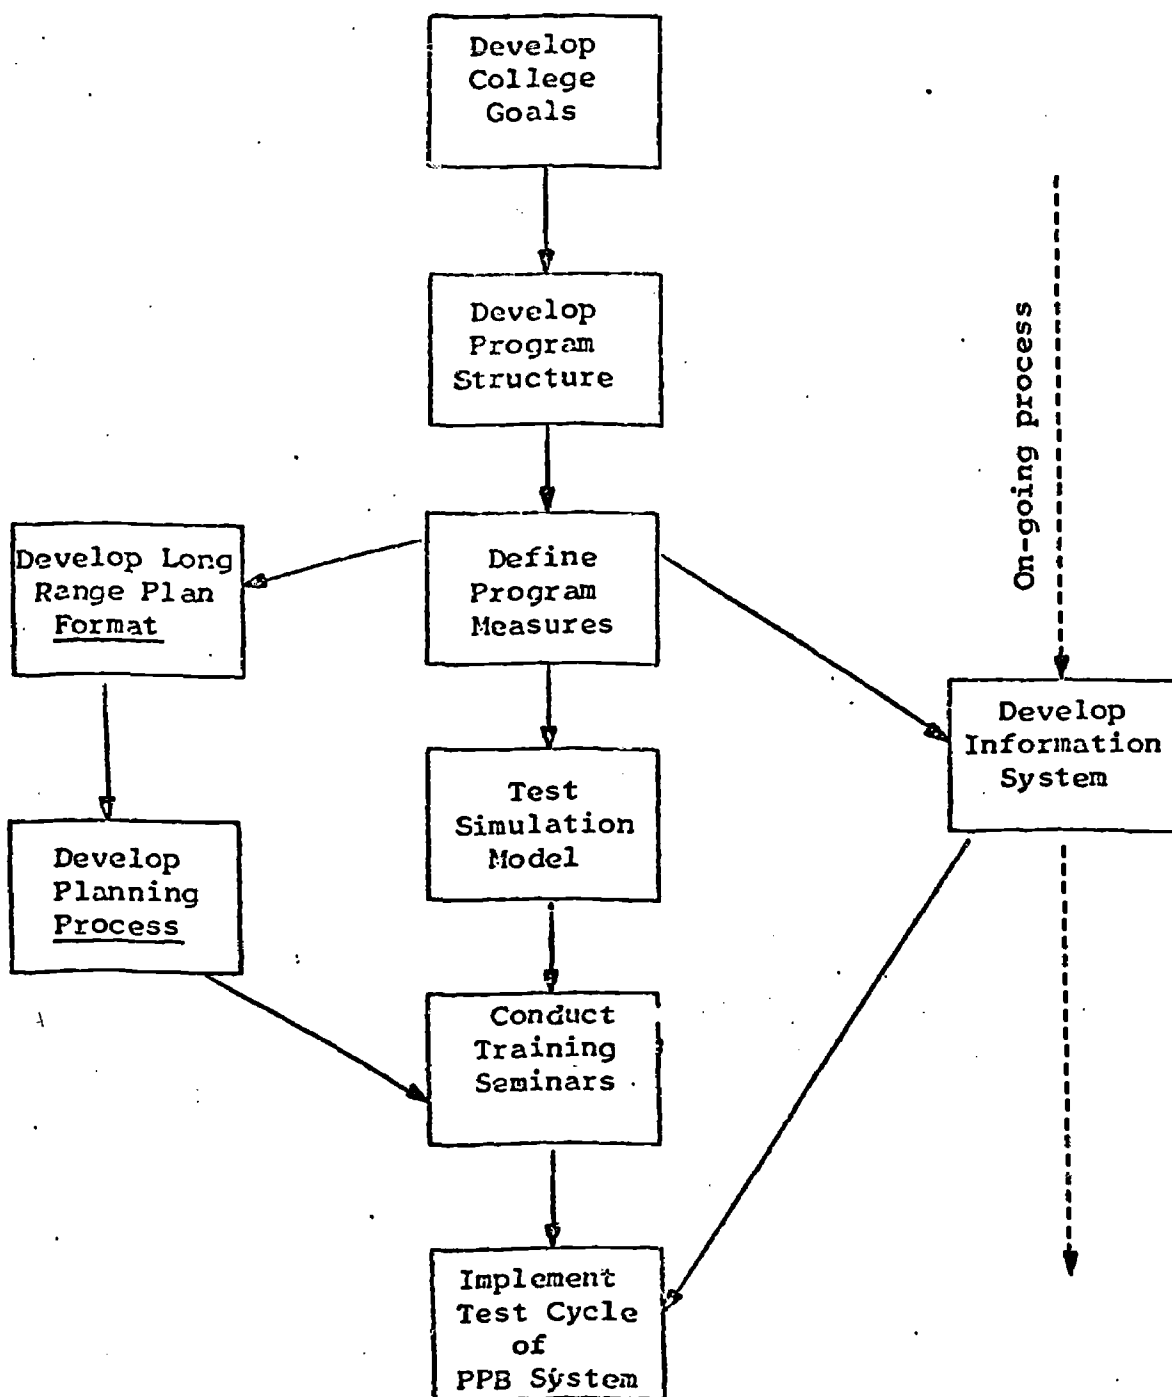 Develop
College
Goals
Develop
Program
Structure
On-going process
Develop Long
Range Plan
Format
Define
Program
Measures
Develop
Information
System
Test
Simulation
Model
Develop
Planning
Process
Conduct
Training
Seminars
Implement
Test Cycle
of
PPB System